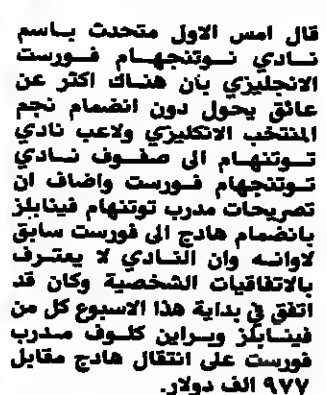 قال امس الاول متحدث باسم
نادي نوتنجهام فورست
الانجليزي بان هناك اكثر عن
عائق يحول دون انضمام نجم
المنتخب الانكليزي ولاعب نادي
توتنهام الى صفوف نادي
توتنجهام فورست واضاف ان
تصريحات مدرب توتنهام فينابلز
بانضمام هادج الى فورست سابق
لاوانه وان النادي لا يعترف
بالاتفاقيات الشخصية وكان قد
اتفق في بداية هذا الاسبوع كل من
فينابلز وبراين كلوف مدرب
فورست على انتقال هادج مقابل
٩٧٧ الف دولار.